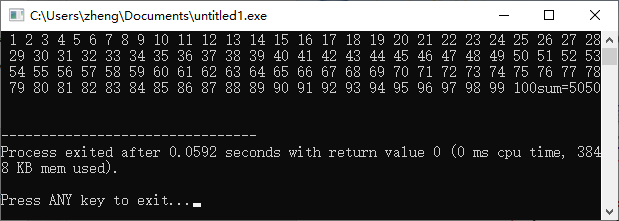 C:\Users\zheng\Documents\untitled1.exe
1 2 3 4 5 6 7 8 9 10 11 12 13 14 15 16 17 18 19 20 21 22 23 24 25 26 27 28
29 30 31 32 33 34 35 36 37 38 39 40 41 42 43 44 45 46 47 48 49 50 51 52 53
54 55 56 57 58 59 60 61 62 63 64 65 66 67 68 69 70 71 72 73 74 75 76 77 78
79 80 81 82 83 84 85 86 87 88 89 90 91 92 93 94 95 96 97 98 99 100sum=5050
--------------------------------
Process exited after 0.0592 seconds with return value 0 (0 ms cpu time, 384
8 KB mem used).
Press ANY key to exit...